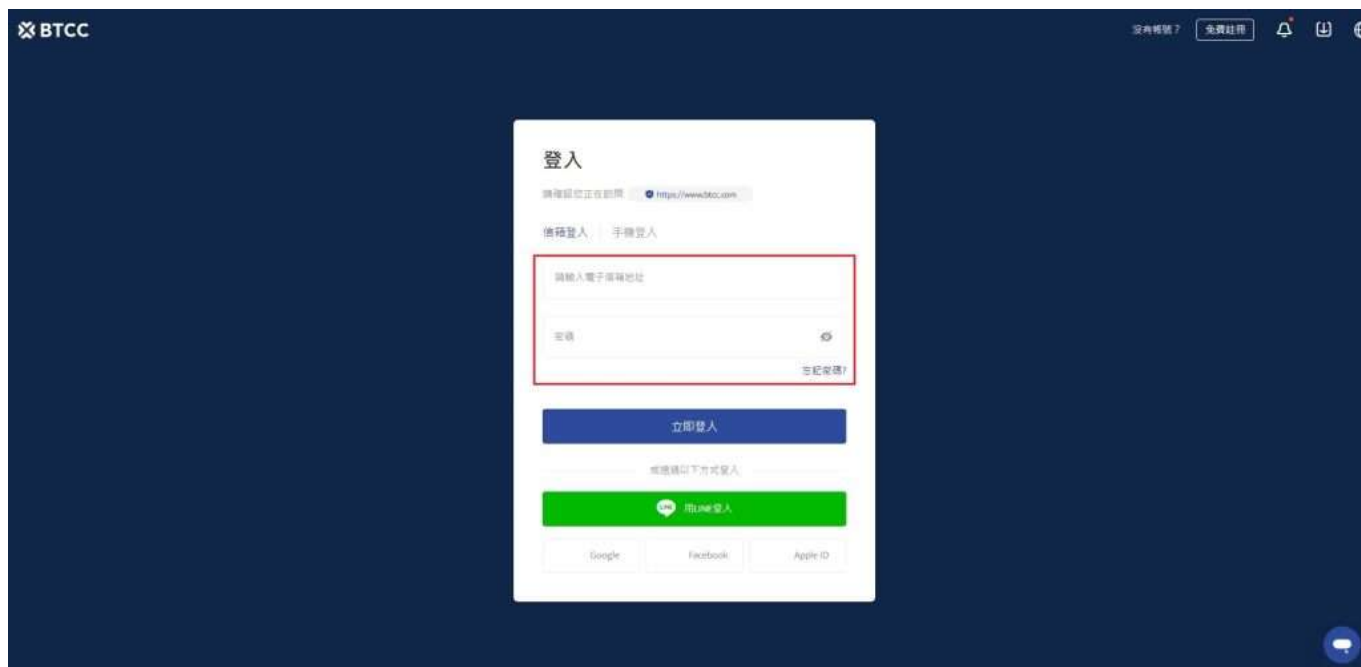 BTCC
沒有帳號？ 免費註冊
登入
請確認您正在訪問 https://www.btcc.com
信箱登入 手機登入
請輸入電子信箱地址
密碼
忘記密碼?
立即登入
或透過以下方式登入
LINE 用LINE登入
Google Facebook Apple ID